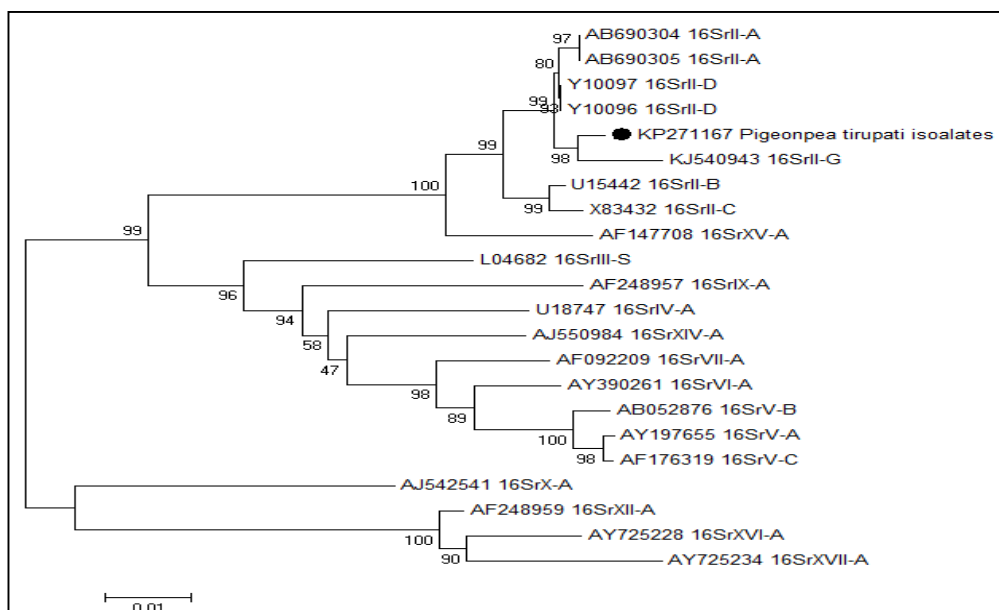 97 AB690304 16SrII-A
AB690305 16SrII-A
80
Y10097 16SrII-D
99
93 Y10096 16SrII-D
KP271167 Pigeonpea tirupati isoalates
99
98 KJ540943 16SrII-G
100 U15442 16SrII-B
99 X83432 16SrII-C
99 AF147708 16SrXV-A
L04682 16SrIII-S
96 AF248957 16SrIX-A
94 U18747 16SrIV-A
58 AJ550984 16SrXIV-A
47 AF092209 16SrVII-A
98 AY390261 16SrVI-A
89 AB052876 16SrV-B
100 AY197655 16SrV-A
98 AF176319 16SrV-C
AJ542541 16SrX-A
AF248959 16SrXII-A
100 AY725228 16SrXVI-A
90 AY725234 16SrXVII-A
0.01